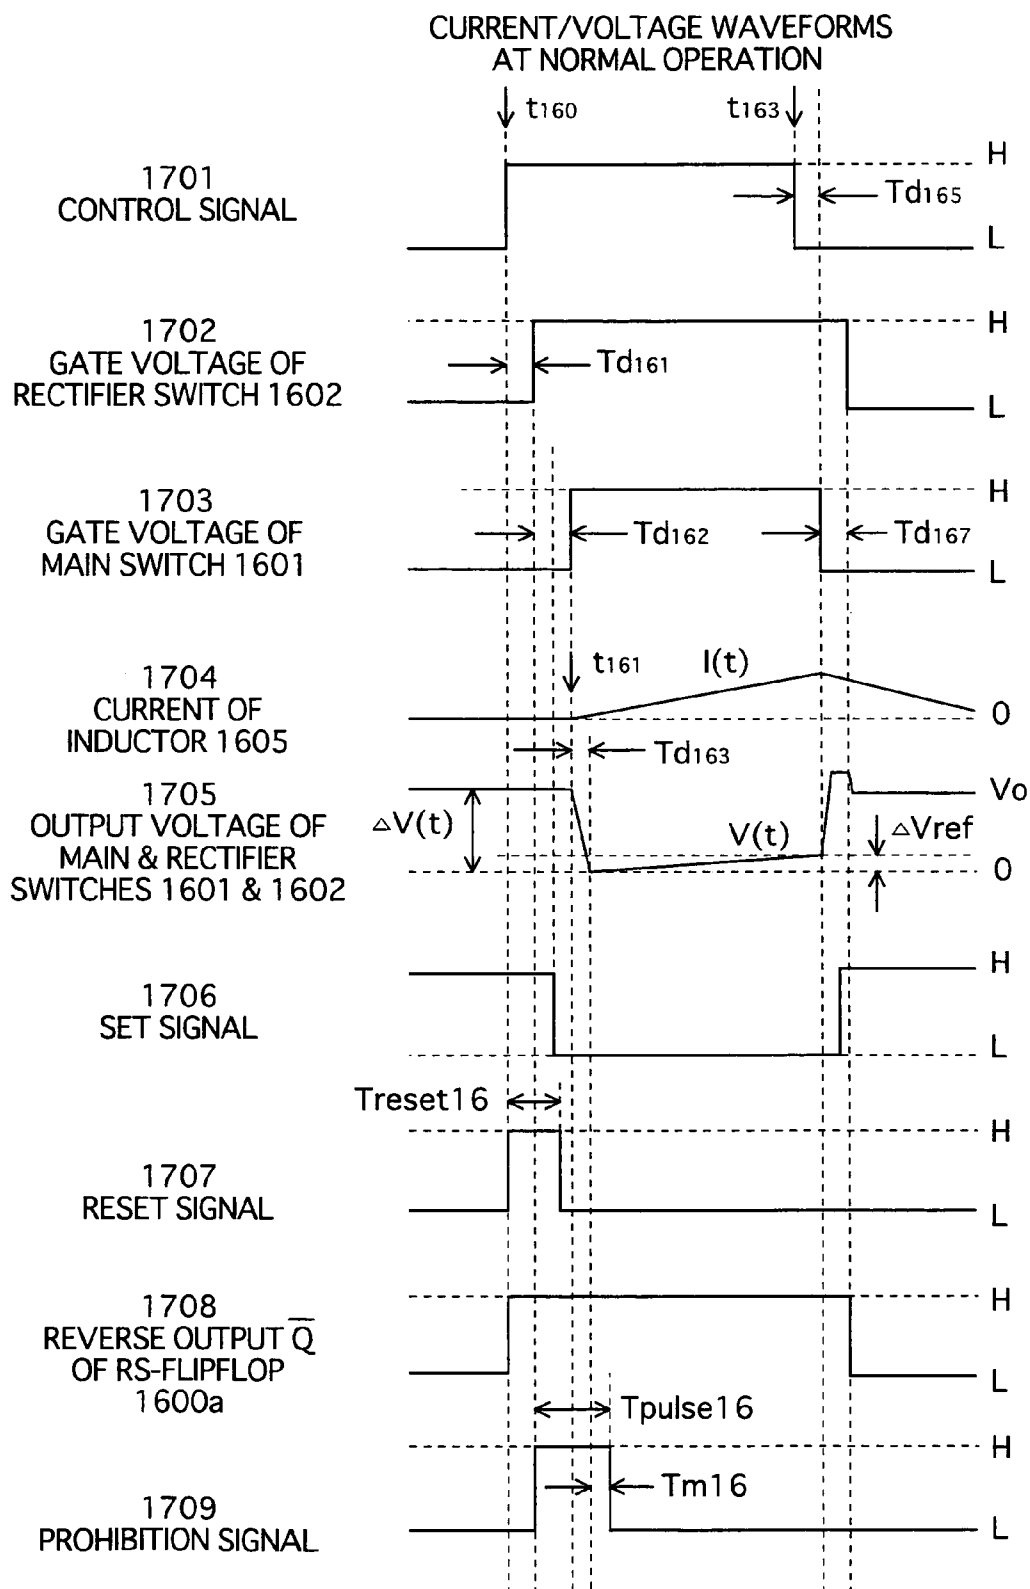 CURRENT/VOLTAGE WAVEFORMS
AT NORMAL OPERATION
t160
t163
1701
CONTROL SIGNAL
H
Td165
L
1702
GATE VOLTAGE OF
RECTIFIER SWITCH 1602
H
Td161
L
1703
GATE VOLTAGE OF
MAIN SWITCH 1601
H
Td162
Td167
L
1704
CURRENT OF
INDUCTOR 1605
t161
I(t)
0
Td163
1705
OUTPUT VOLTAGE OF
MAIN & RECTIFIER
SWITCHES 1601 & 1602
△V(t)
V(t)
Vo
△Vref
0
1706
SET SIGNAL
H
L
Treset16
1707
RESET SIGNAL
H
L
1708
REVERSE OUTPUT Q̅
OF RS-FLIPFLOP
1600a
H
L
Tpulse16
1709
PROHIBITION SIGNAL
H
Tm16
L